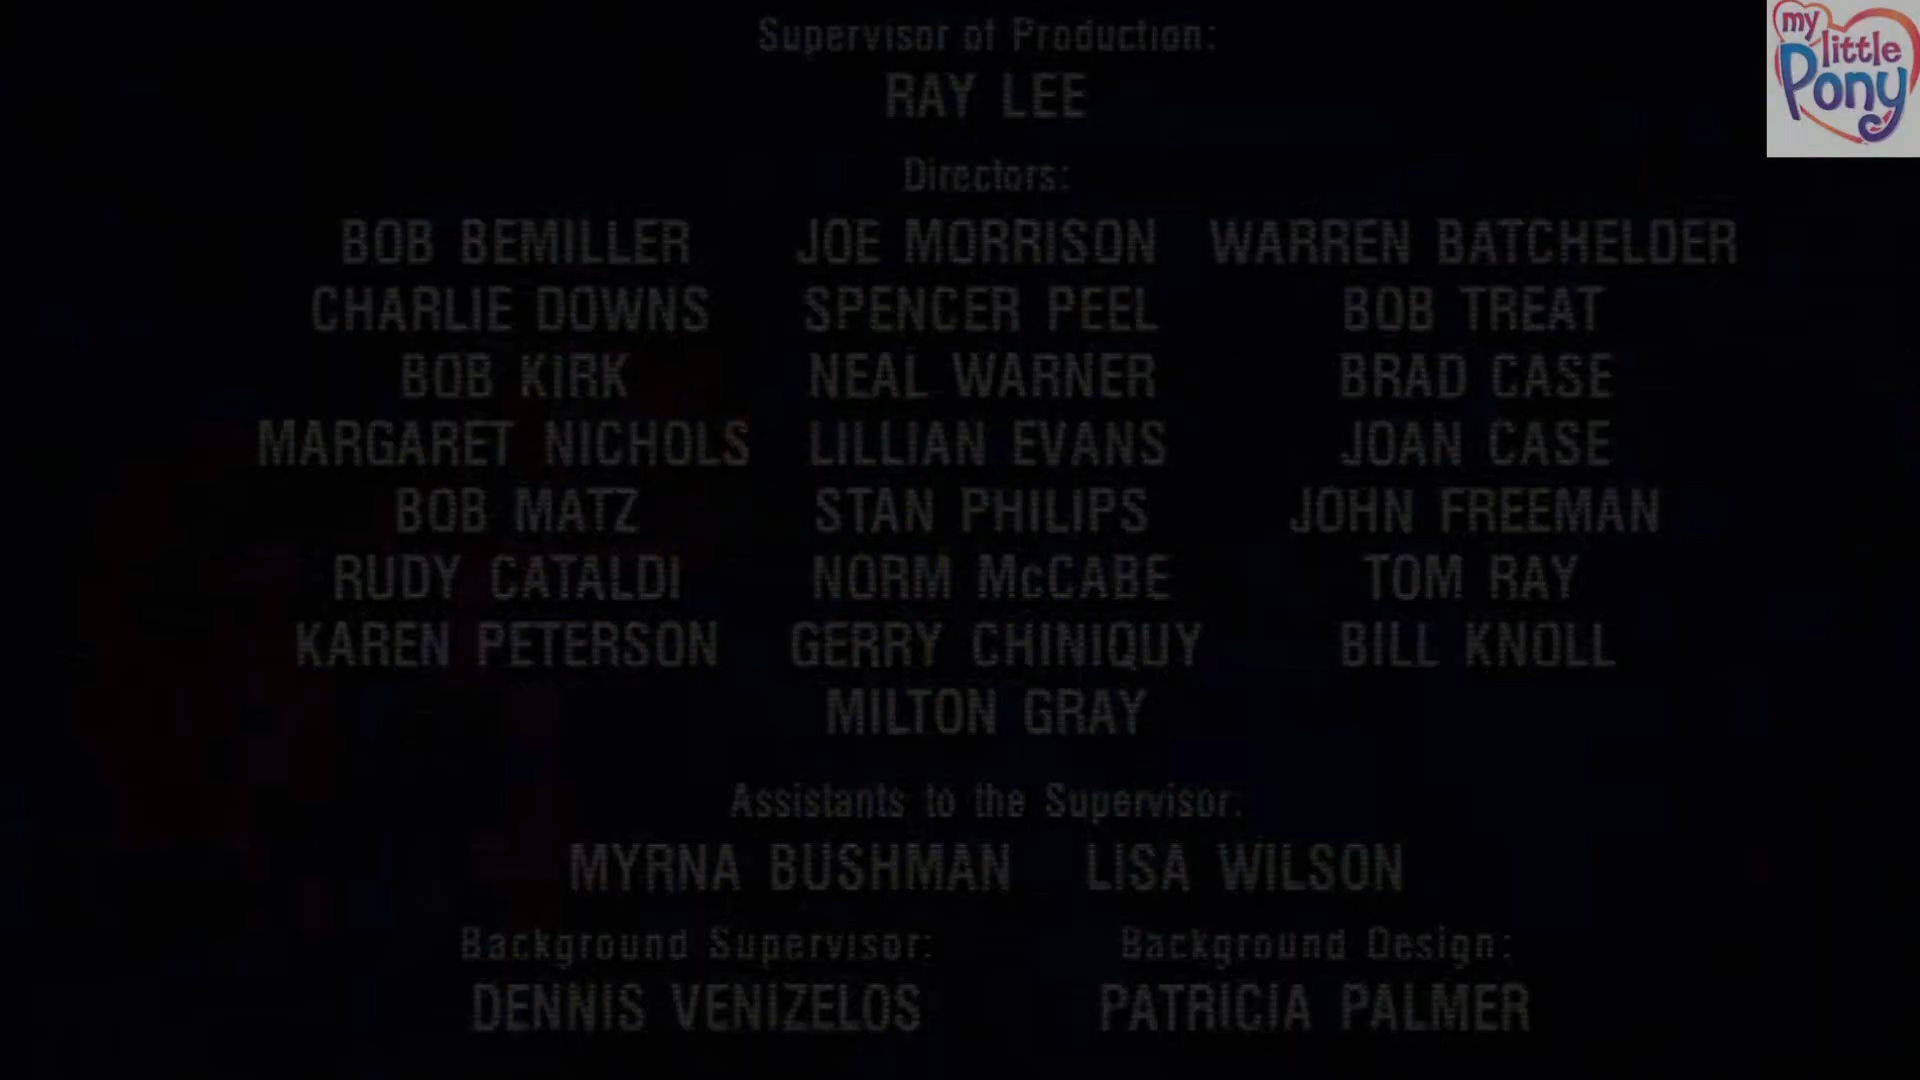 my
little
Pony
Supervisor of Production:
RAY LEE
Directors:
BOB BEMILLER JOE MORRISON WARREN BATCHELDER
CHARLIE DOWNS SPENCER PEEL BOB TREAT
BOB KIRK NEAL WARNER BRAD CASE
MARGARET NICHOLS LILLIAN EVANS JOAN CASE
BOB MATZ STAN PHILIPS JOHN FREEMAN
RUDY CATALDI NORM McCABE TOM RAY
KAREN PETERSON GERRY CHINIQUY BILL KNOLL
MILTON GRAY
Assistants to the Supervisor:
MYRNA BUSHMAN LISA WILSON
Background Supervisor: Background Design:
DENNIS VENIZELOS PATRICIA PALMER